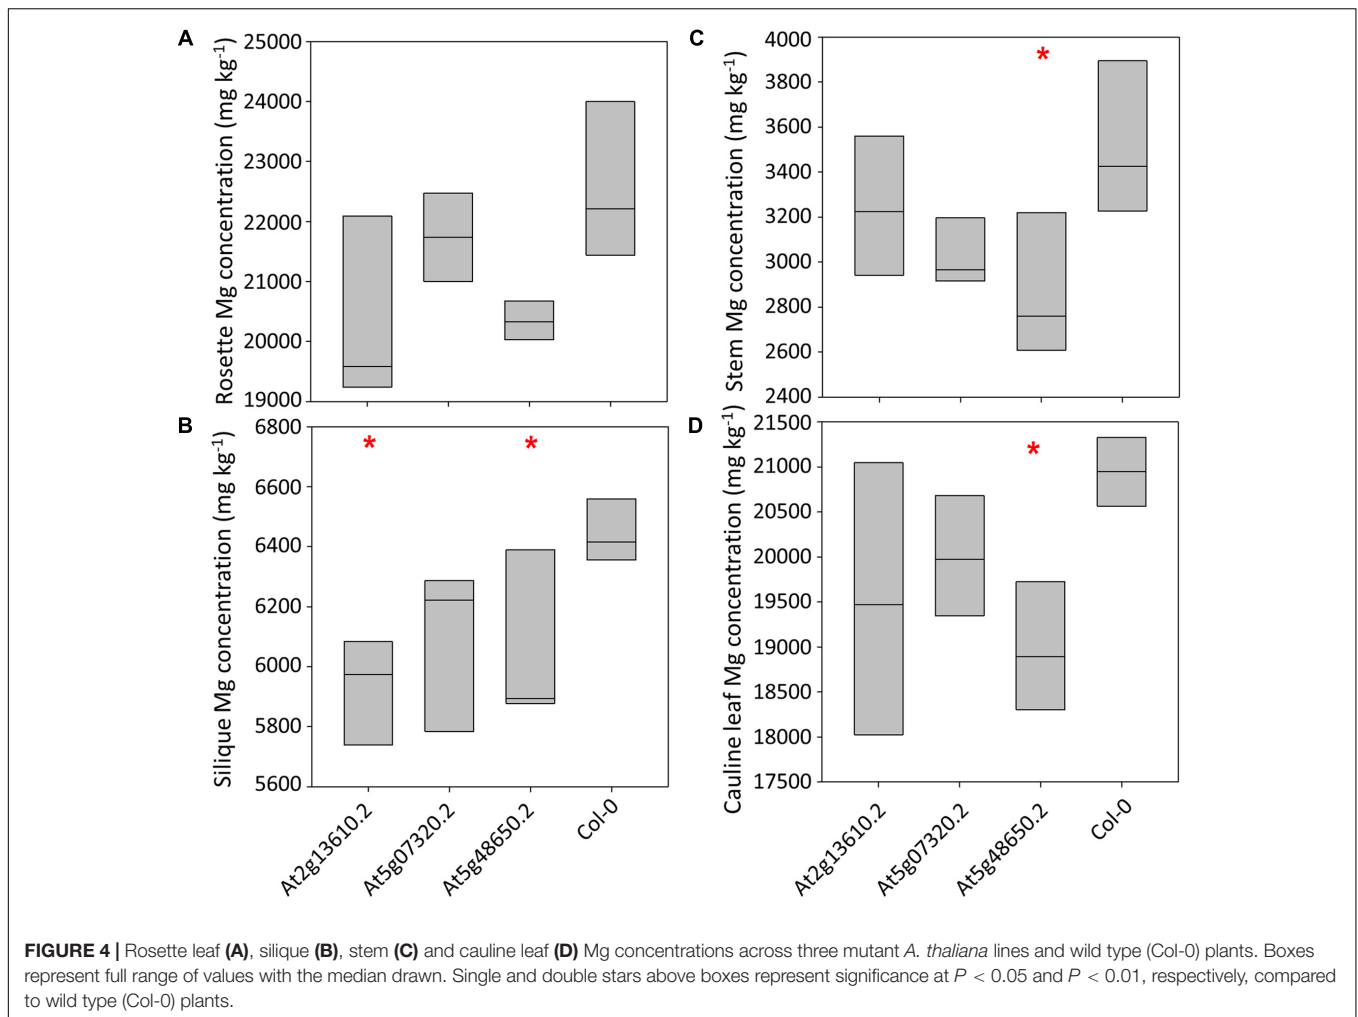 A
Rosette Mg concentration (mg kg-1)
25000
24000
23000
22000
21000
20000
19000
B
Silique Mg concentration (mg kg-1)
6800
6600
6400
6200
6000
5800
5600
*
*
At2g13610.2
At5g07320.2
At5g48650.2
Col-0
C
Stem Mg concentration (mg kg-1)
4000
3800
3600
3400
3200
3000
2800
2600
2400
*
D
Cauline leaf Mg concentration (mg kg-1)
21500
21000
20500
20000
19500
19000
18500
18000
17500
*
At2g13610.2
At5g07320.2
At5g48650.2
Col-0
FIGURE 4 | Rosette leaf (A), silique (B), stem (C) and cauline leaf (D) Mg concentrations across three mutant A. thaliana lines and wild type (Col-0) plants. Boxes
represent full range of values with the median drawn. Single and double stars above boxes represent significance at P < 0.05 and P < 0.01, respectively, compared
to wild type (Col-0) plants.